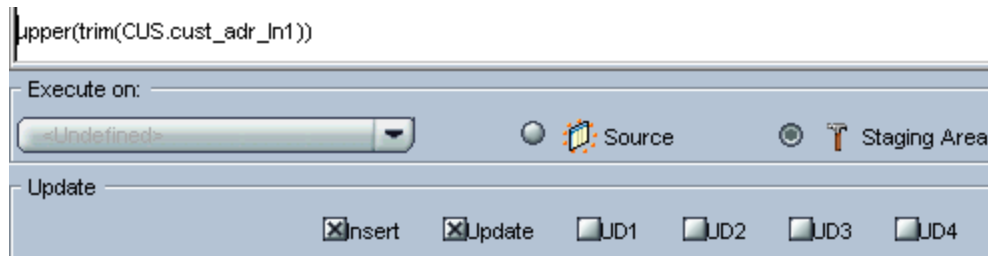 upper(trim(CUS.cust_adr_ln1))
Execute on:
<Undefined> Source Staging Area
Update
Insert Update UD1 UD2 UD3 UD4